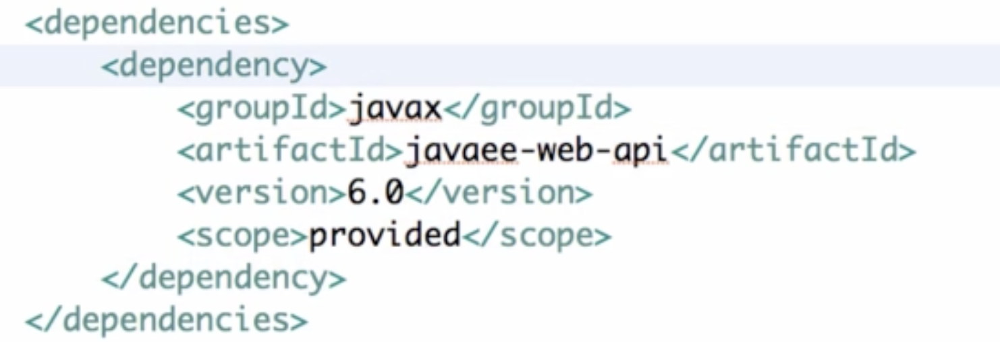 <dependencies>
    <dependency>
        <groupId>javax</groupId>
        <artifactId>javaee-web-api</artifactId>
        <version>6.0</version>
        <scope>provided</scope>
    </dependency>
</dependencies>